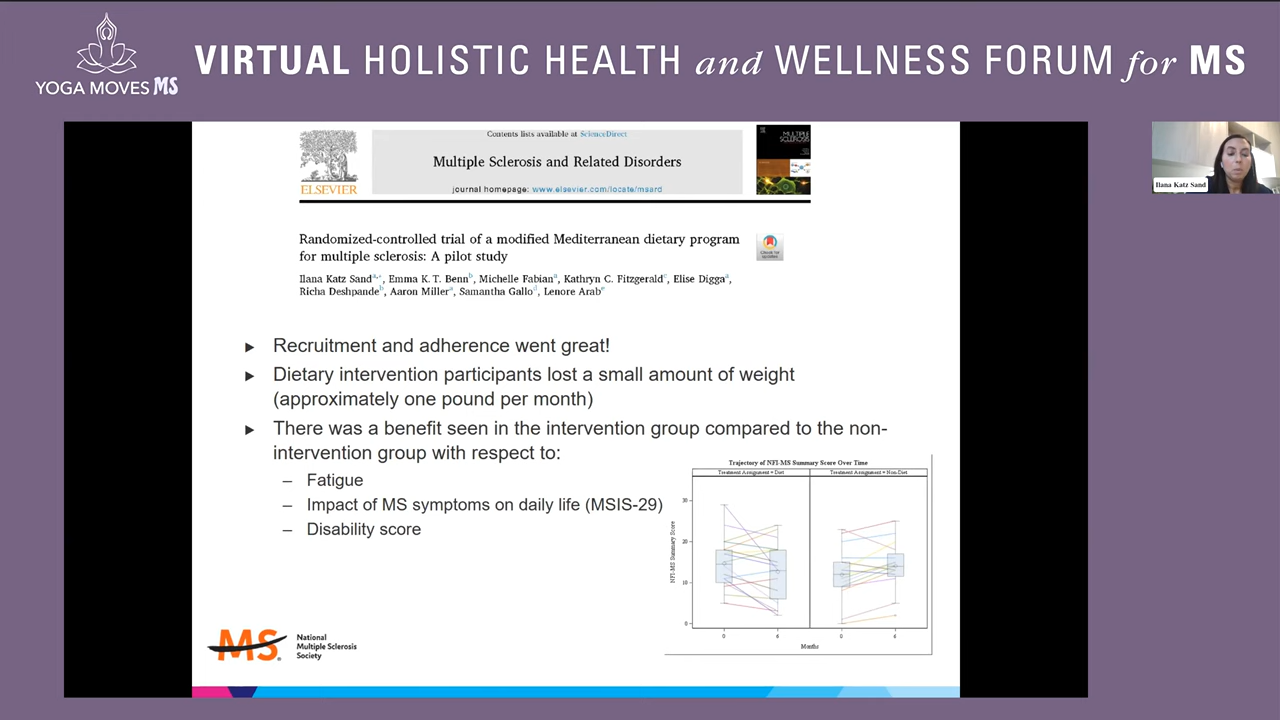 VIRTUAL HOLISTIC HEALTH and WELLNESS FORUM for MS
YOGA MOVES MS
Contents lists available at ScienceDirect
Multiple Sclerosis and Related Disorders
journal homepage: www.elsevier.com/locate/msard
ELSEVIER
MULTIPLE SCLEROSIS
Randomized-controlled trial of a modified Mediterranean dietary program
for multiple sclerosis: A pilot study
Check for updates
Ilana Katz Sand a,*, Emma K.T. Benn b, Michelle Fabian a, Kathryn C. Fitzgerald c, Elise Digga a,
Richa Deshpande b, Aaron Miller a, Samantha Gallo d, Lenore Arab e
Ilana Katz Sand
▶ Recruitment and adherence went great!
▶ Dietary intervention participants lost a small amount of weight
(approximately one pound per month)
▶ There was a benefit seen in the intervention group compared to the non-
intervention group with respect to:
– Fatigue
– Impact of MS symptoms on daily life (MSIS-29)
– Disability score
Trajectory of NFI-MS Summary Score Over Time
Treatment Assignment = Diet
Treatment Assignment = Non-Diet
NFI-MS Summary Score
30
20
10
0
0
6
0
6
Months
MS
National
Multiple Sclerosis
Society